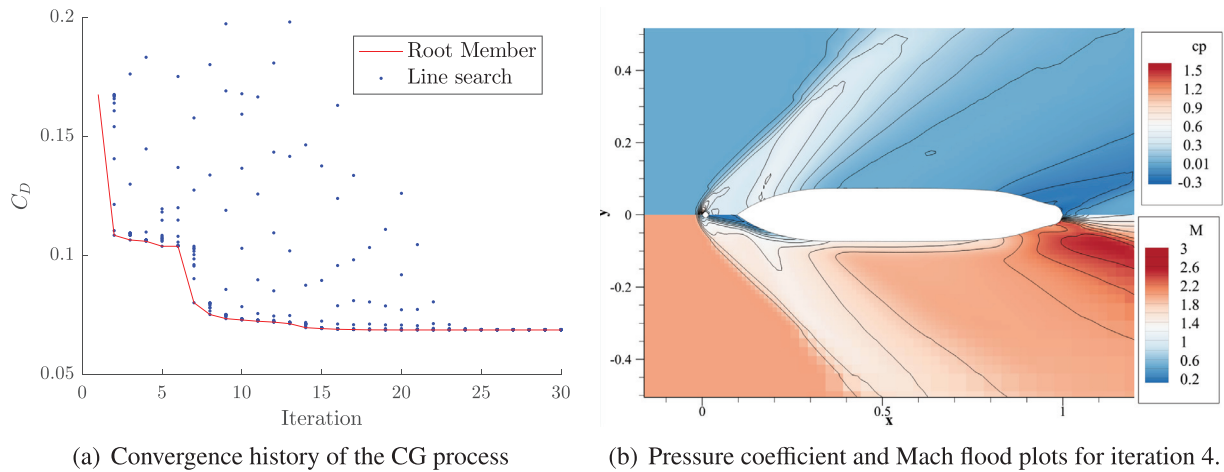 0.2
0.15
0.1
0.05
C_D
0 5 10 15 20 25 30
Iteration
Root Member
Line search
(a) Convergence history of the CG process
0.4
0.2
0
-0.2
-0.4
y
0 0.5 1
x
cp
1.5
1.2
0.9
0.6
0.3
0.01
-0.3
M
3
2.6
2.2
1.8
1.4
1
0.6
0.2
(b) Pressure coefficient and Mach flood plots for iteration 4.